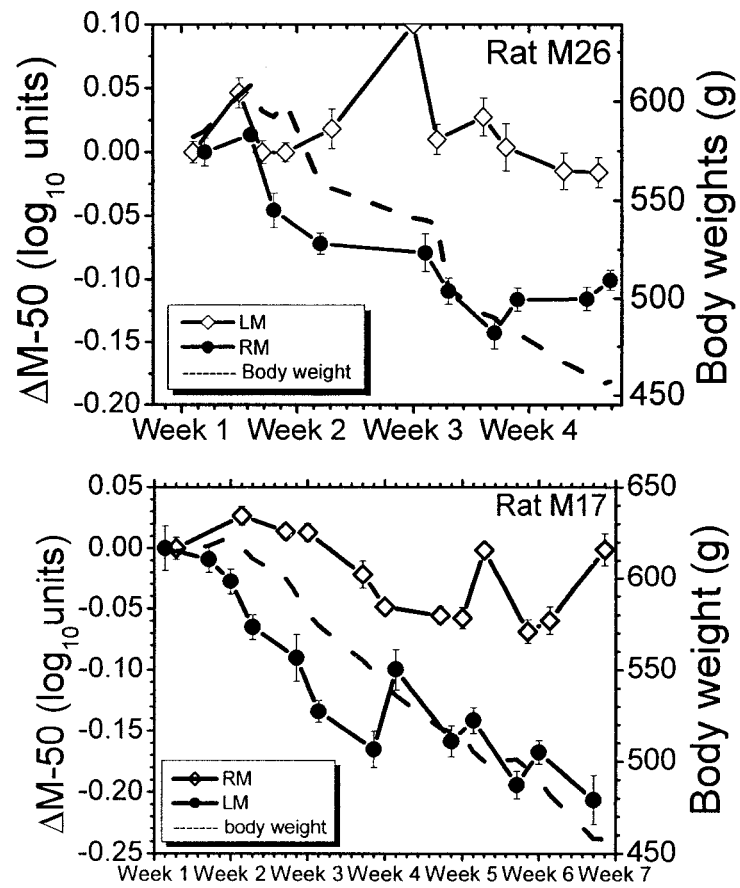 Rat M26
ΔM-50 (log10 units)
0.10
0.05
0.00
-0.05
-0.10
-0.15
-0.20
LM
RM
Body weight
600
550
500
450
Body weights (g)
Week 1 Week 2 Week 3 Week 4
Rat M17
ΔM-50 (log10units)
0.05
0.00
-0.05
-0.10
-0.15
-0.20
-0.25
RM
LM
body weight
650
600
550
500
450
Body weight (g)
Week 1 Week 2 Week 3 Week 4 Week 5 Week 6 Week 7